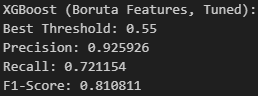 XGBoost (Boruta Features, Tuned):
Best Threshold: 0.55
Precision: 0.925926
Recall: 0.721154
F1-Score: 0.810811